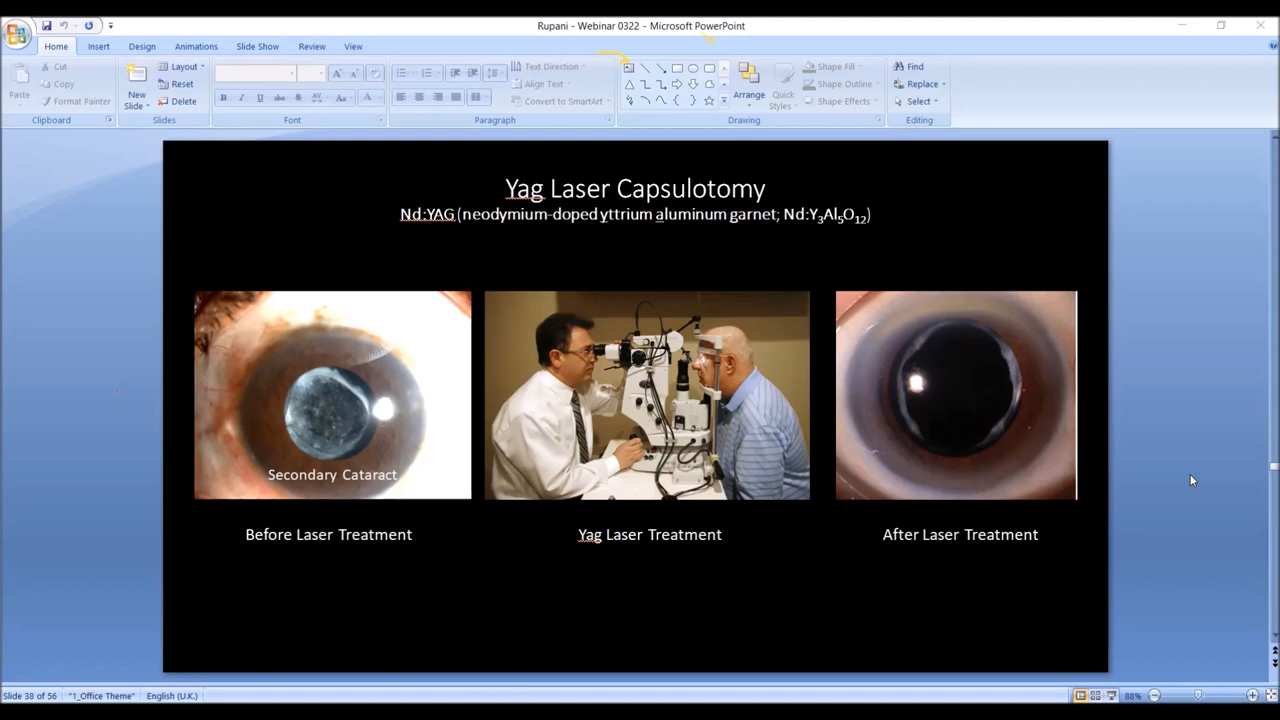 Rupani - Webinar 0322 - Microsoft PowerPoint
Home Insert Design Animations Slide Show Review View
Paste
Cut
Copy
Format Painter
Clipboard
New Slide
Layout
Reset
Delete
Slides
B I U S AV Aa A
Font
Text Direction
Align Text
Convert to SmartArt
Paragraph
Arrange
Quick Styles
Shape Fill
Shape Outline
Shape Effects
Drawing
Find
Replace
Select
Editing
Yag Laser Capsulotomy
Nd:YAG (neodymium-doped yttrium aluminum garnet; Nd:Y₃Al₅O₁₂)
Secondary Cataract
Before Laser Treatment
Yag Laser Treatment
After Laser Treatment
Slide 38 of 56 "1_Office Theme" English (U.K.) 88%